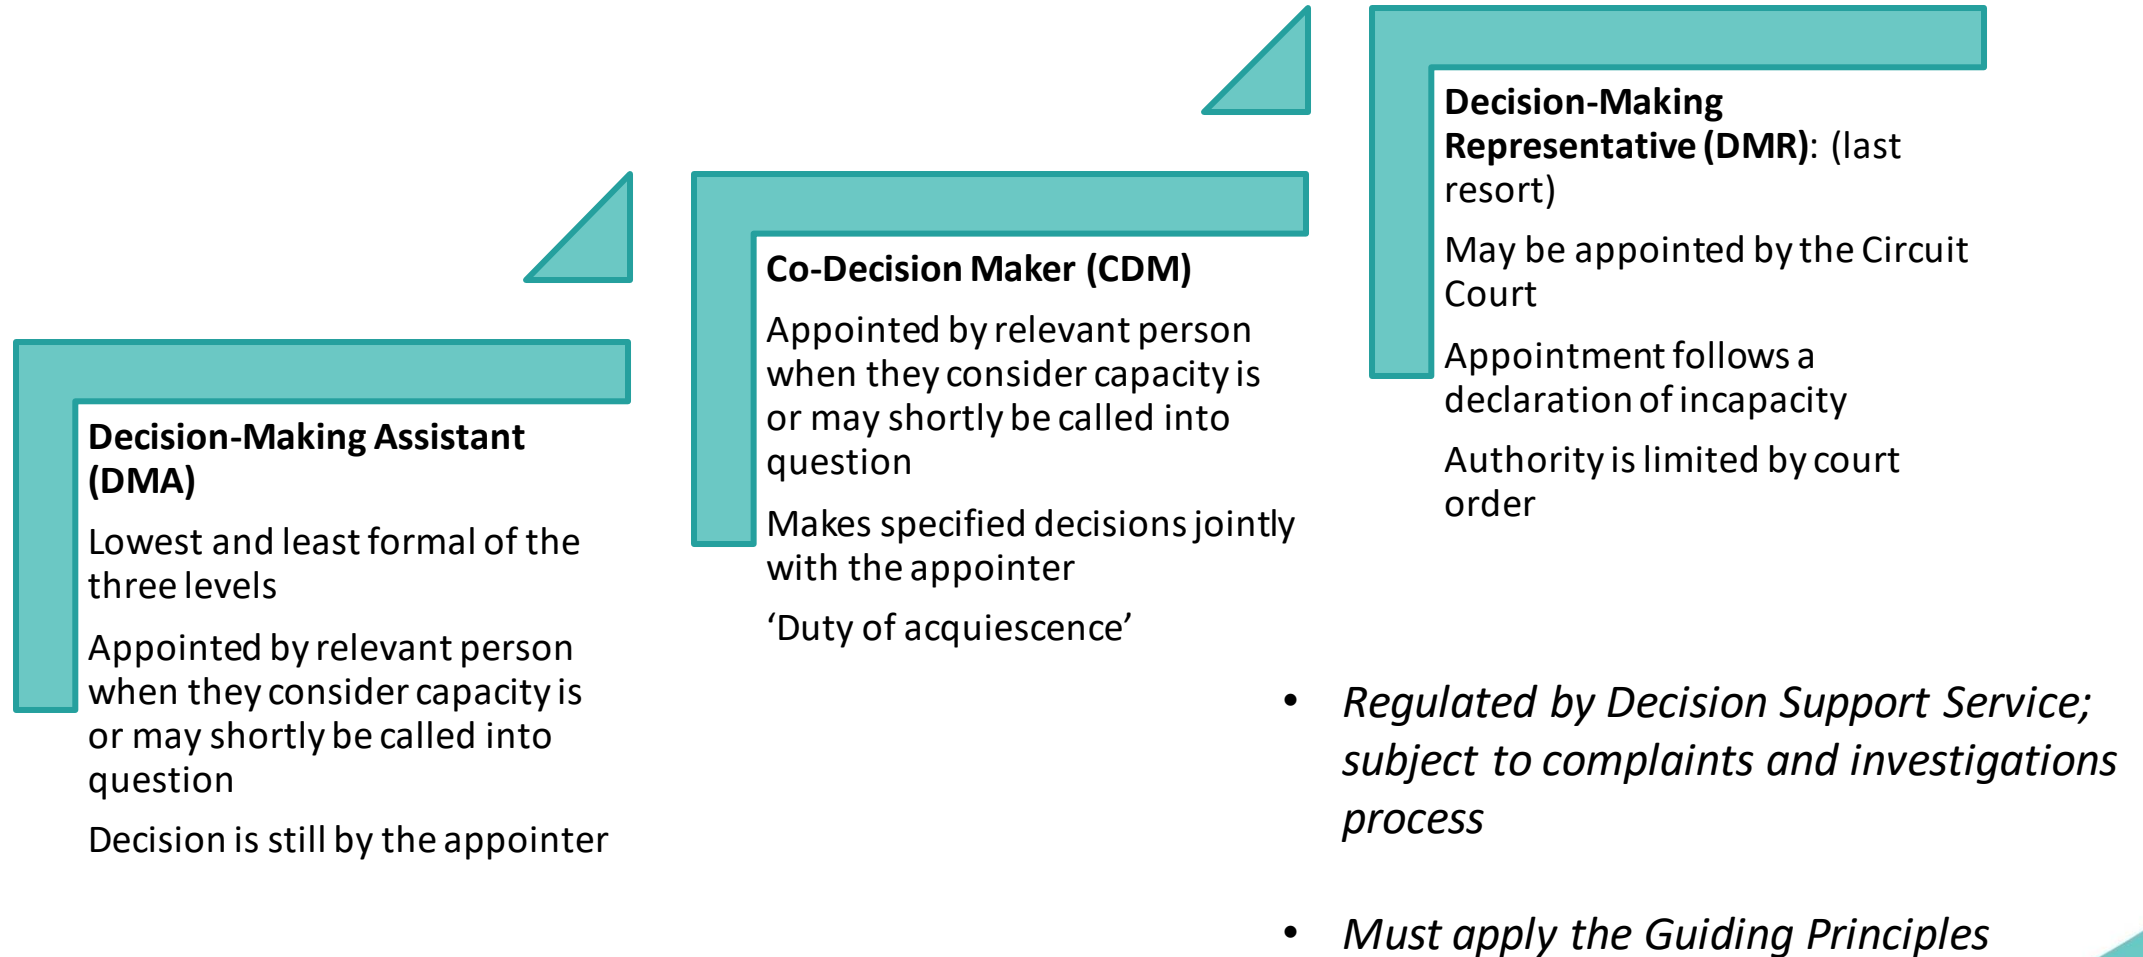 Decision-Making Assistant
(DMA)
Lowest and least formal of the
three levels
Appointed by relevant person
when they consider capacity is
or may shortly be called into
question
Decision is still by the appointer
Co-Decision Maker (CDM)
Appointed by relevant person
when they consider capacity is
or may shortly be called into
question
Makes specified decisions jointly
with the appointer
‘Duty of acquiescence’
Decision-Making
Representative (DMR): (last
resort)
May be appointed by the Circuit
Court
Appointment follows a
declaration of incapacity
Authority is limited by court
order
• Regulated by Decision Support Service;
subject to complaints and investigations
process
• Must apply the Guiding Principles